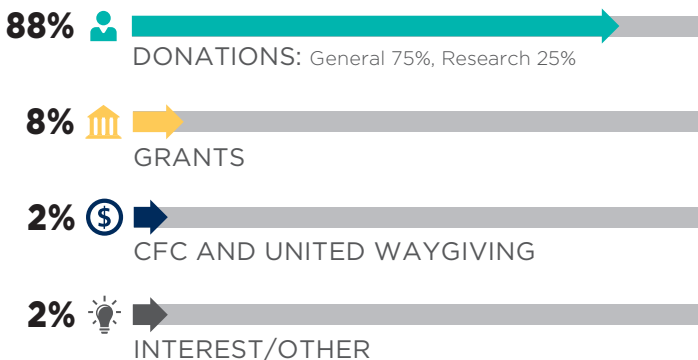 88%
DONATIONS: General 75%, Research 25%
8%
GRANTS
2%
$
CFC AND UNITED WAYGIVING
2%
INTEREST/OTHER